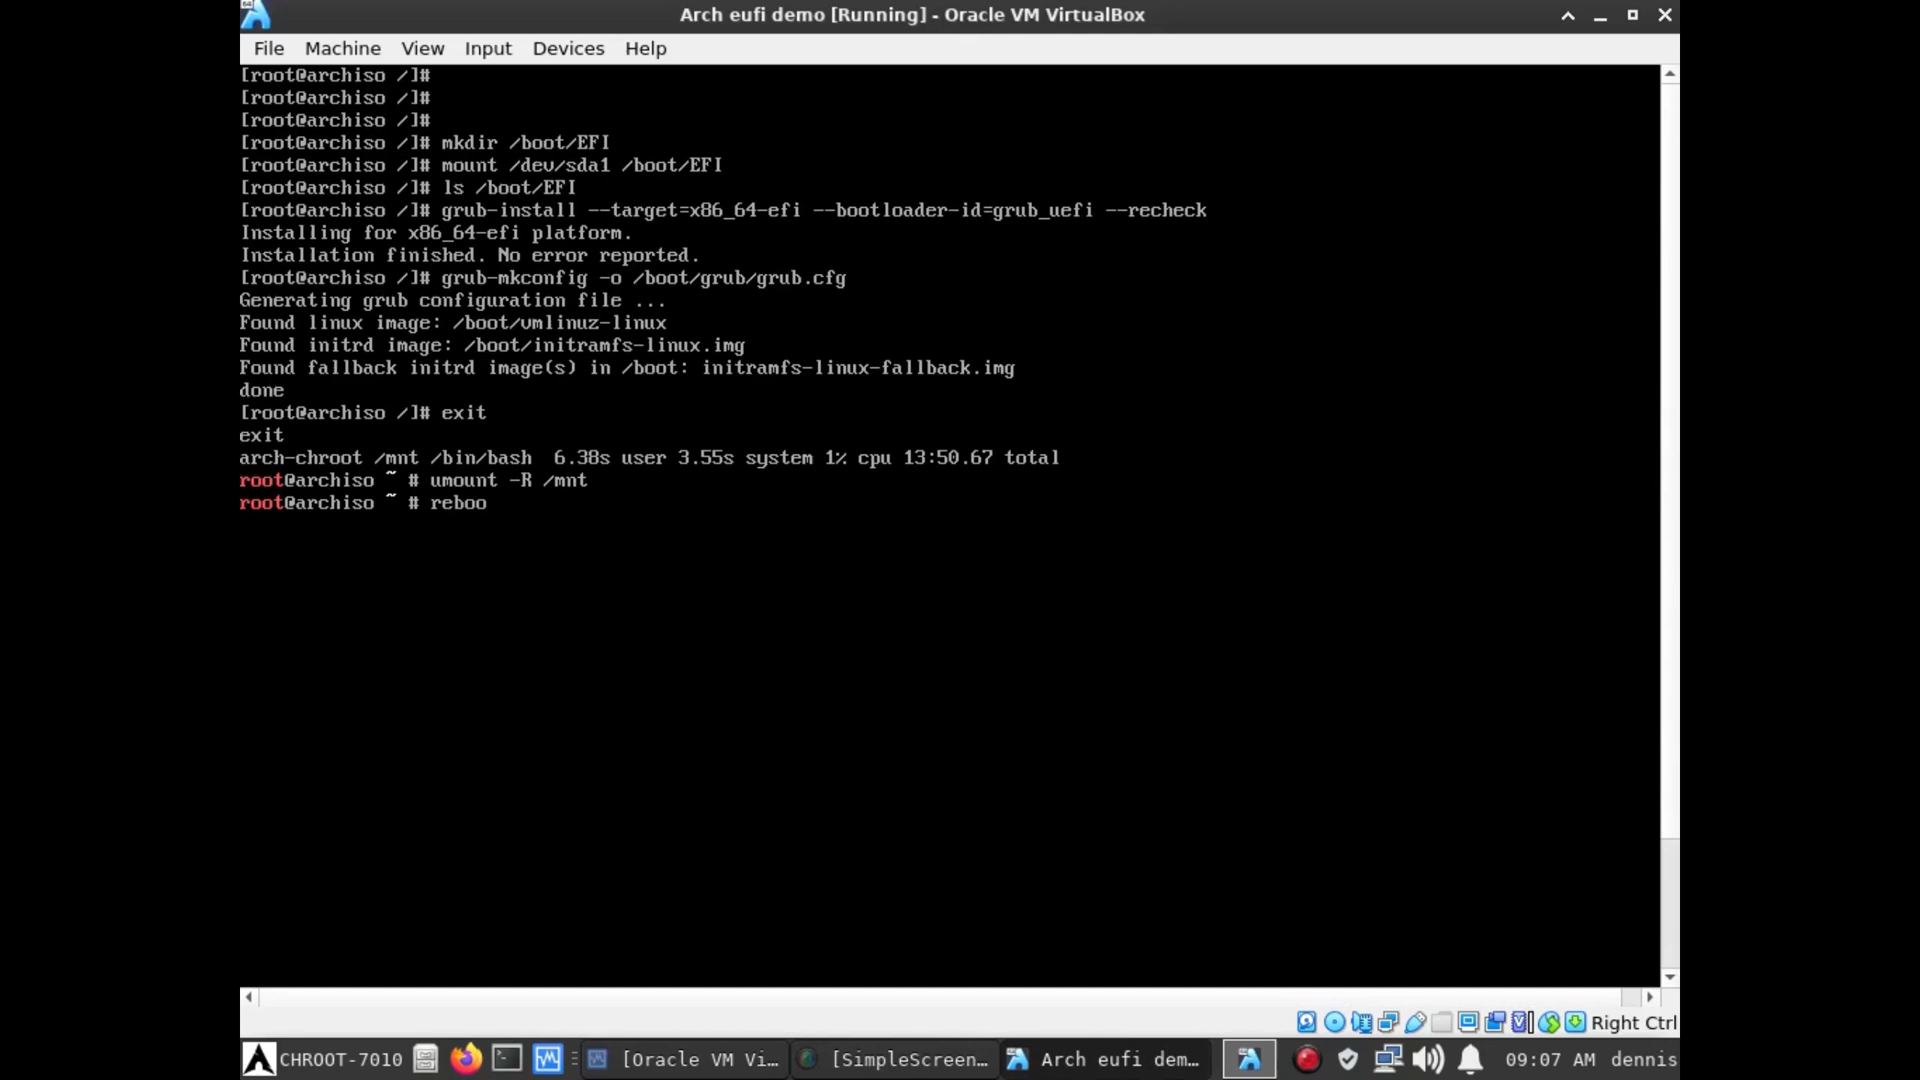 Arch eufi demo [Running] - Oracle VM VirtualBox
File Machine View Input Devices Help
[root@archiso /]#
[root@archiso /]#
[root@archiso /]#
[root@archiso /]# mkdir /boot/EFI
[root@archiso /]# mount /dev/sda1 /boot/EFI
[root@archiso /]# ls /boot/EFI
[root@archiso /]# grub-install --target=x86_64-efi --bootloader-id=grub_uefi --recheck
Installing for x86_64-efi platform.
Installation finished. No error reported.
[root@archiso /]# grub-mkconfig -o /boot/grub/grub.cfg
Generating grub configuration file ...
Found linux image: /boot/vmlinuz-linux
Found initrd image: /boot/initramfs-linux.img
Found fallback initrd image(s) in /boot: initramfs-linux-fallback.img
done
[root@archiso /]# exit
exit
arch-chroot /mnt /bin/bash  6.38s user 3.55s system 1% cpu 13:50.67 total
root@archiso ~ # umount -R /mnt
root@archiso ~ # reboo
Right Ctrl
CHROOT-7010 [Oracle VM Vi... [SimpleScreen... Arch eufi dem... 09:07 AM dennis